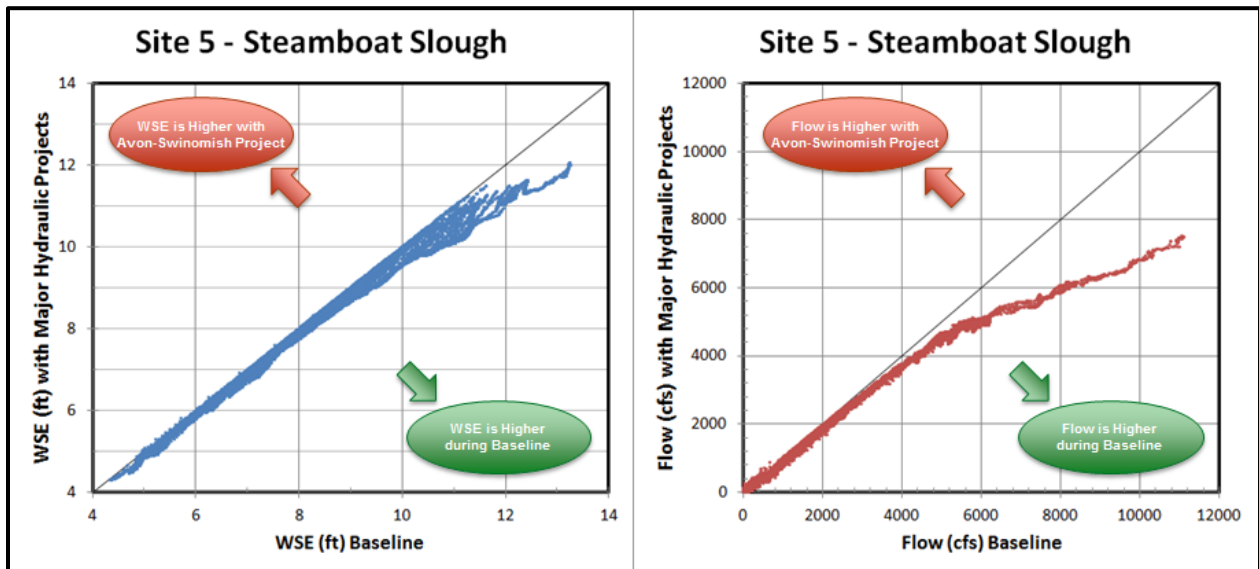 Site 5 - Steamboat Slough
14
12
10
8
6
4
4
6
8
10
12
14
WSE (ft) with Major Hydraulic Projects
WSE (ft) Baseline
WSE is Higher with
Avon-Swinomish Project
WSE is Higher
during Baseline
Site 5 - Steamboat Slough
12000
10000
8000
6000
4000
2000
0
0
2000
4000
6000
8000
10000
12000
Flow (cfs) with Major Hydraulic Projects
Flow (cfs) Baseline
Flow is Higher with
Avon-Swinomish Project
Flow is Higher
during Baseline